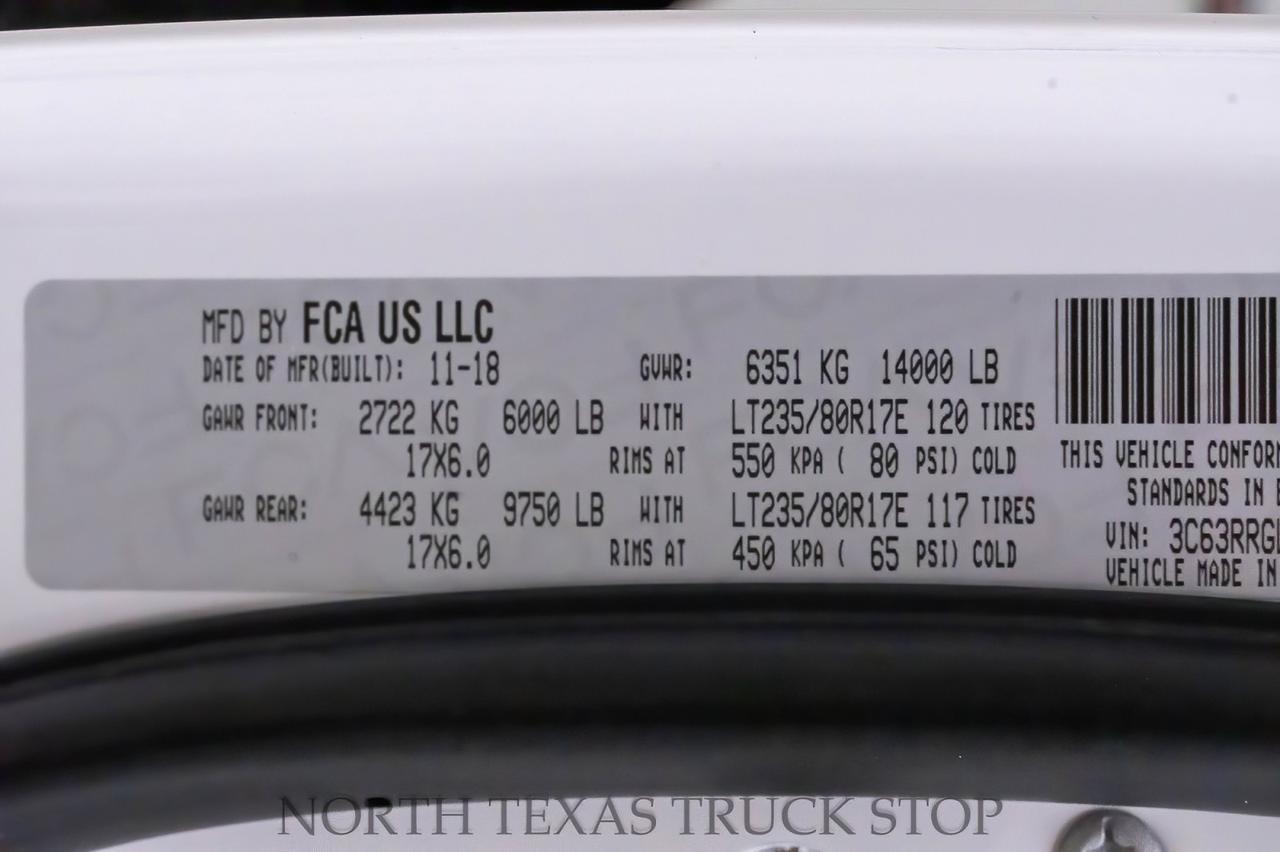 MFD BY FCA US LLC
DATE OF MFR(BUILT): 11-18 GVWR: 6351 KG 14000 LB
GAWR FRONT: 2722 KG 6000 LB WITH LT235/80R17E 120 TIRES
17X6.0 RIMS AT 550 KPA ( 80 PSI) COLD
GAWR REAR: 4423 KG 9750 LB WITH LT235/80R17E 117 TIRES
17X6.0 RIMS AT 450 KPA ( 65 PSI) COLD
THIS VEHICLE CONFOR
STANDARDS IN
VIN: 3C63RRG
VEHICLE MADE IN
NORTH TEXAS TRUCK STOP